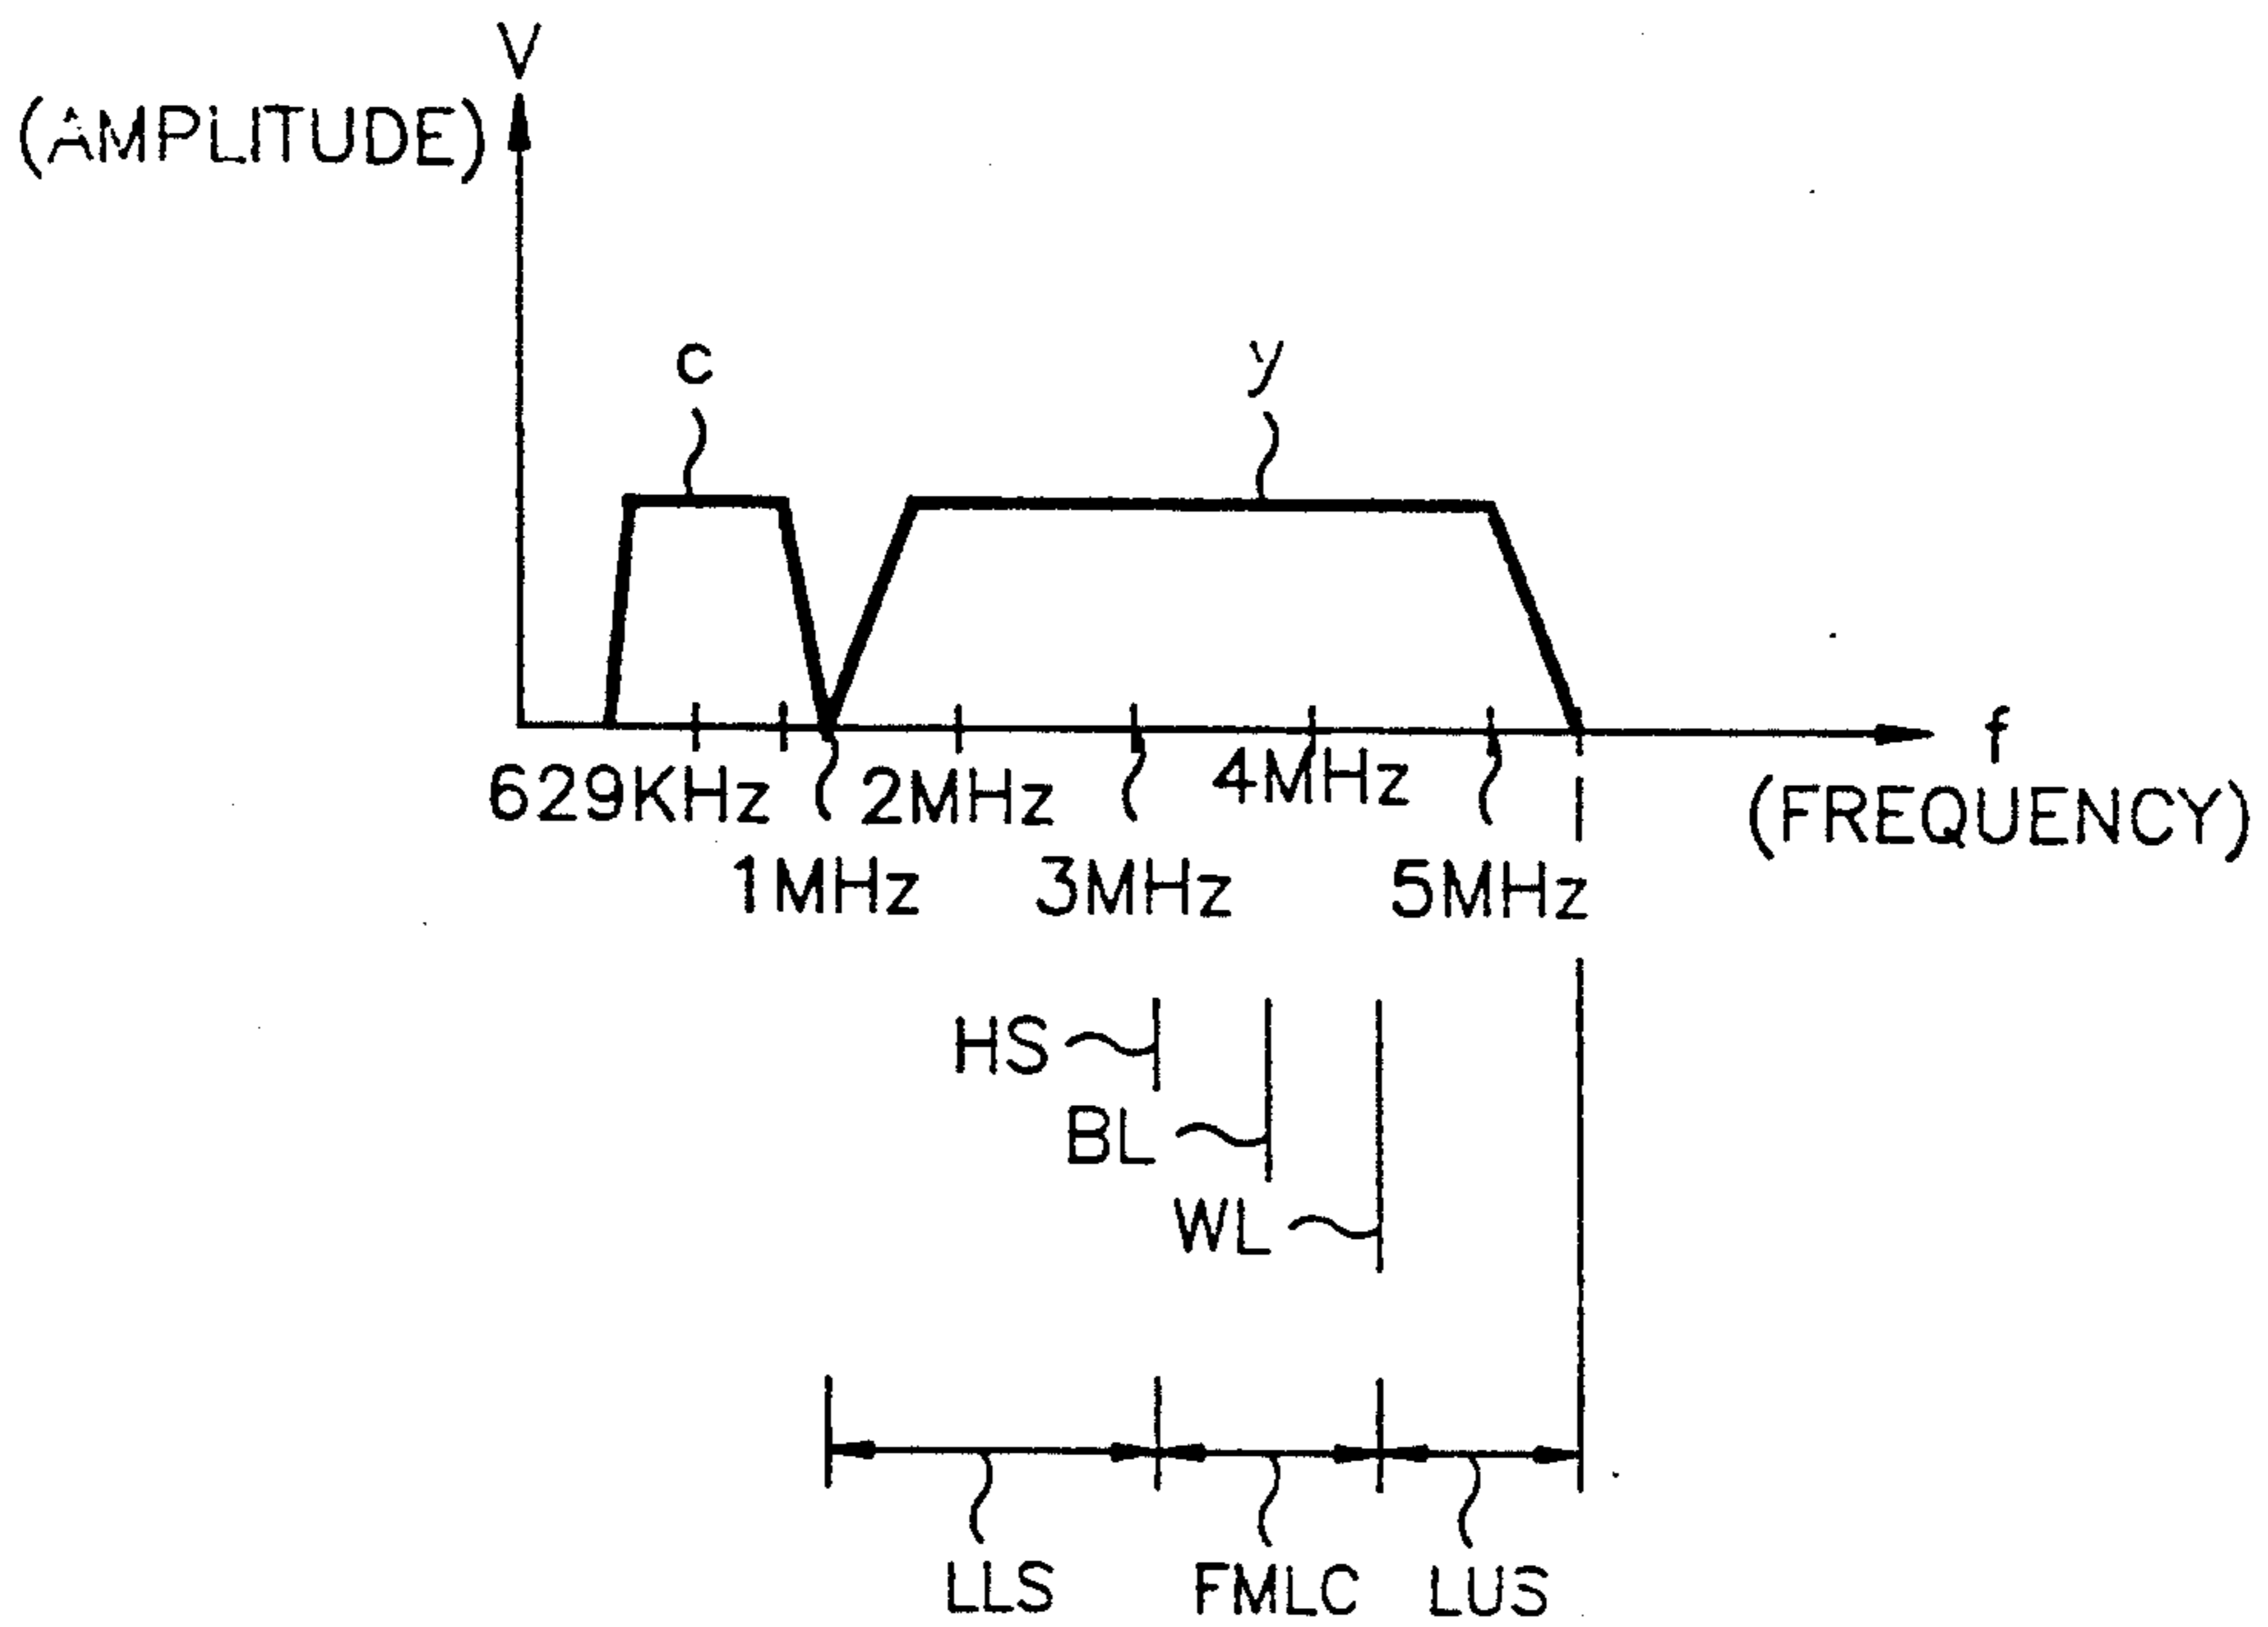 V
(AMPLITUDE)
c
y
f
(FREQUENCY)
629KHz
2MHz
4MHz
1MHz
3MHz
5MHz
HS
BL
WL
LLS
FMLC
LUS